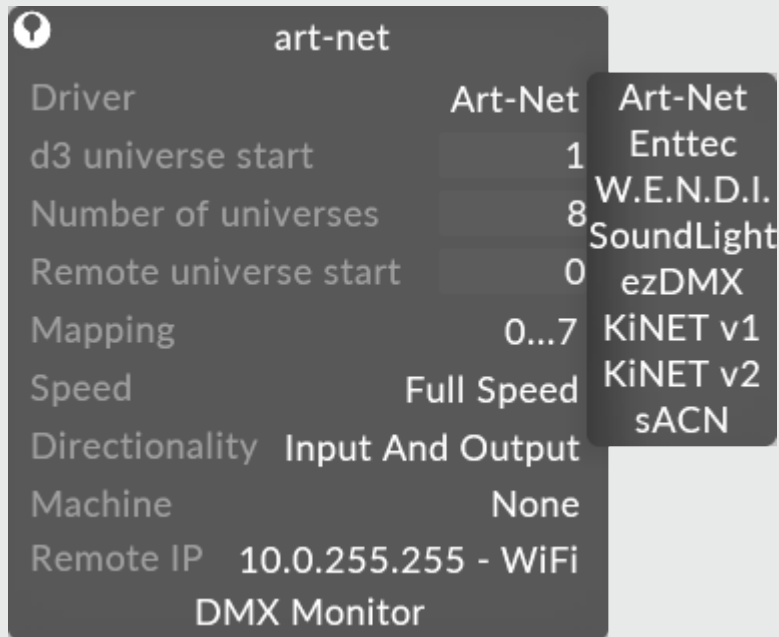 art-net
Driver Art-Net
d3 universe start 1
Number of universes 8
Remote universe start 0
Mapping 0...7
Speed Full Speed
Directionality Input And Output
Machine None
Remote IP 10.0.255.255 - WiFi
DMX Monitor
Art-Net
Enttec
W.E.N.D.I.
SoundLight
ezDMX
KiNET v1
KiNET v2
sACN